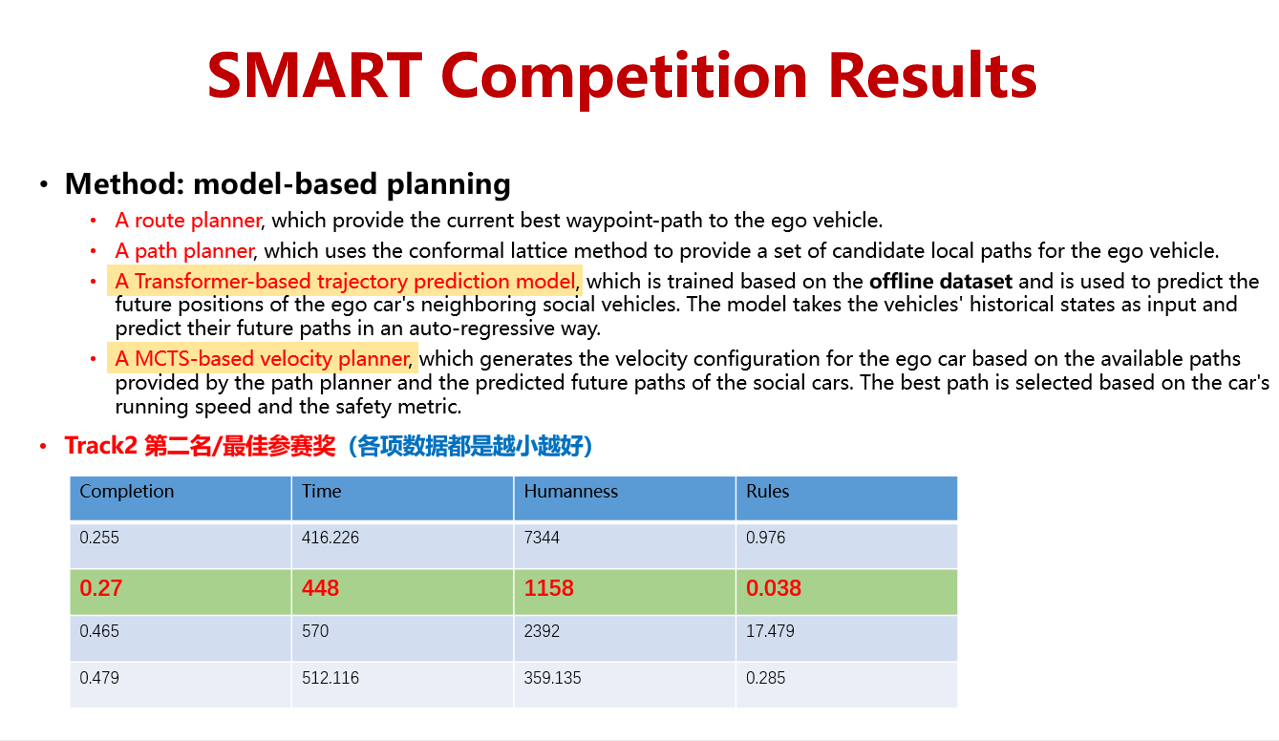 SMART Competition Results
• Method: model-based planning
• A route planner, which provide the current best waypoint-path to the ego vehicle.
• A path planner, which uses the conformal lattice method to provide a set of candidate local paths for the ego vehicle.
• A Transformer-based trajectory prediction model, which is trained based on the offline dataset and is used to predict the
future positions of the ego car's neighboring social vehicles. The model takes the vehicles' historical states as input and
predict their future paths in an auto-regressive way.
• A MCTS-based velocity planner, which generates the velocity configuration for the ego car based on the available paths
provided by the path planner and the predicted future paths of the social cars. The best path is selected based on the car's
running speed and the safety metric.
• Track2 第二名/最佳参赛奖（各项数据都是越小越好）
Completion Time Humanness Rules
0.255 416.226 7344 0.976
0.27 448 1158 0.038
0.465 570 2392 17.479
0.479 512.116 359.135 0.285